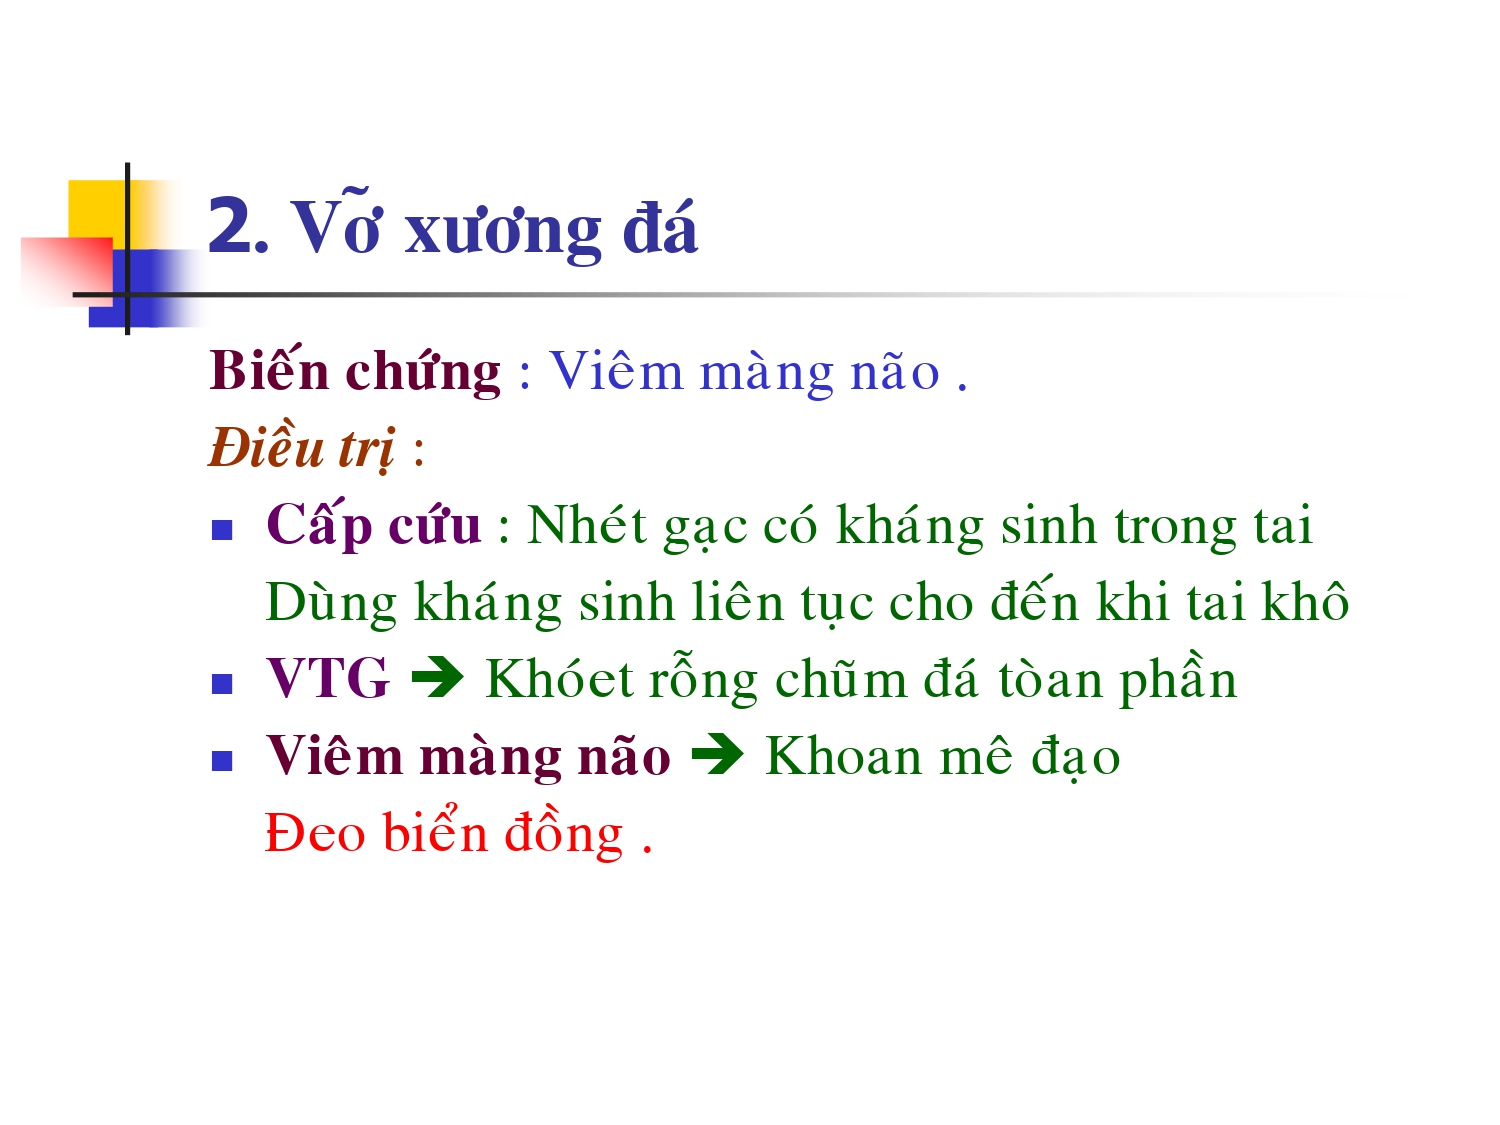 2. Vỡ xương đá
Biến chứng : Viêm màng não .
Điều trị :
Cấp cứu : Nhét gạc có kháng sinh trong tai
Dùng kháng sinh liên tục cho đến khi tai khô
VTG ➔ Khóet rỗng chũm đá tòan phần
Viêm màng não ➔ Khoan mê đạo
Đeo biển đồng .